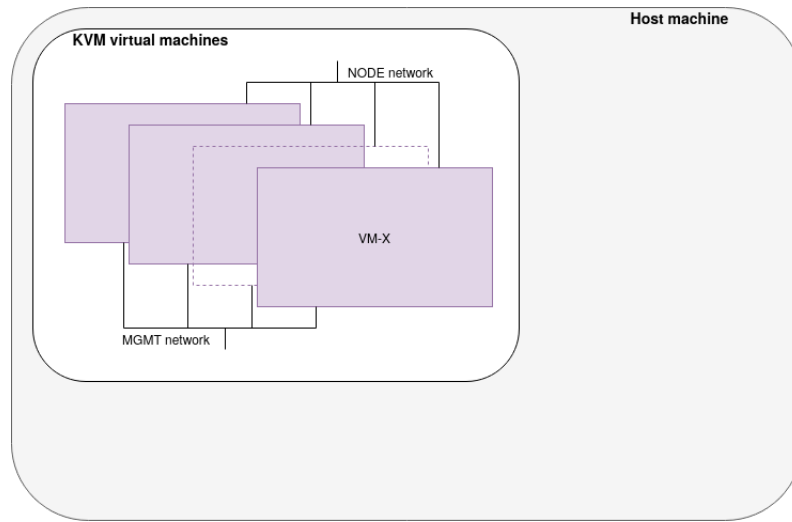 Host machine
KVM virtual machines
NODE network
VM-X
MGMT network